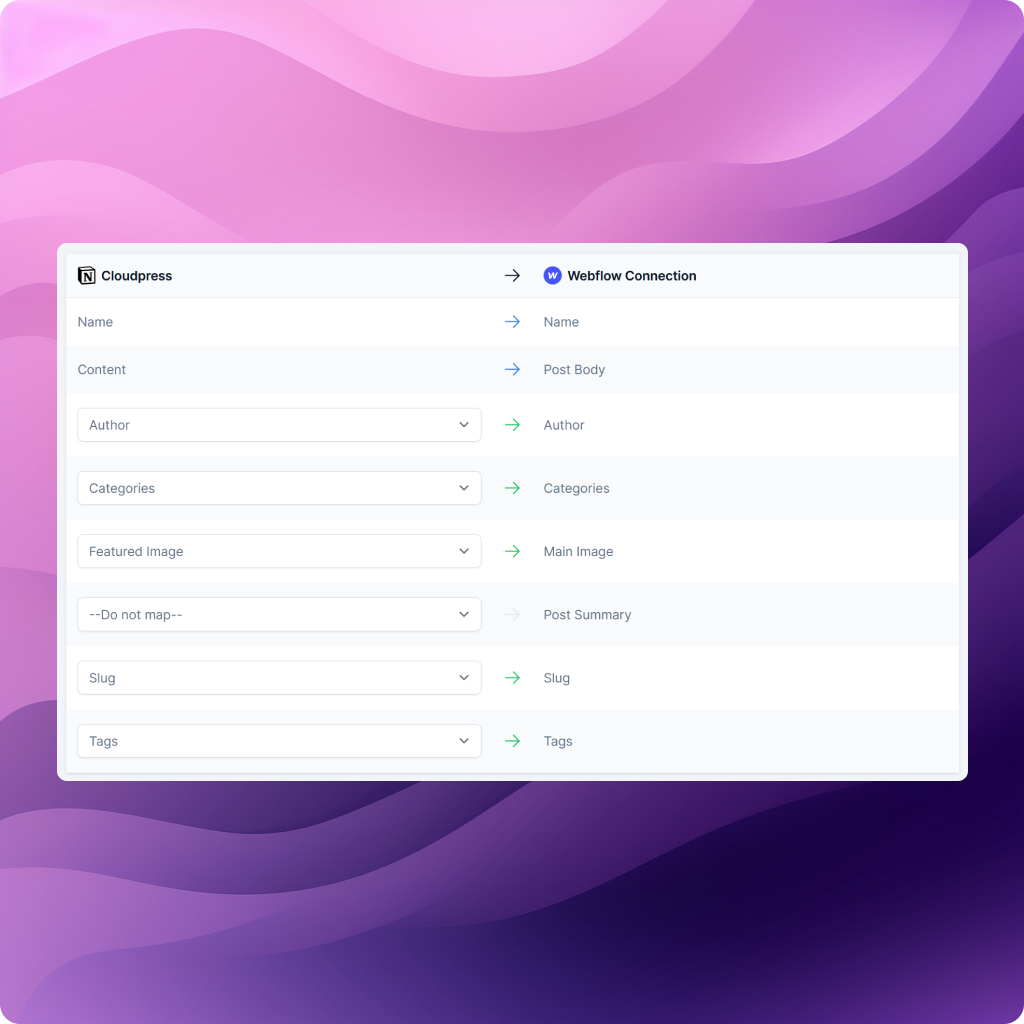 Cloudpress → Webflow Connection
Name → Name
Content → Post Body
Author → Author
Categories → Categories
Featured Image → Main Image
--Do not map-- → Post Summary
Slug → Slug
Tags → Tags